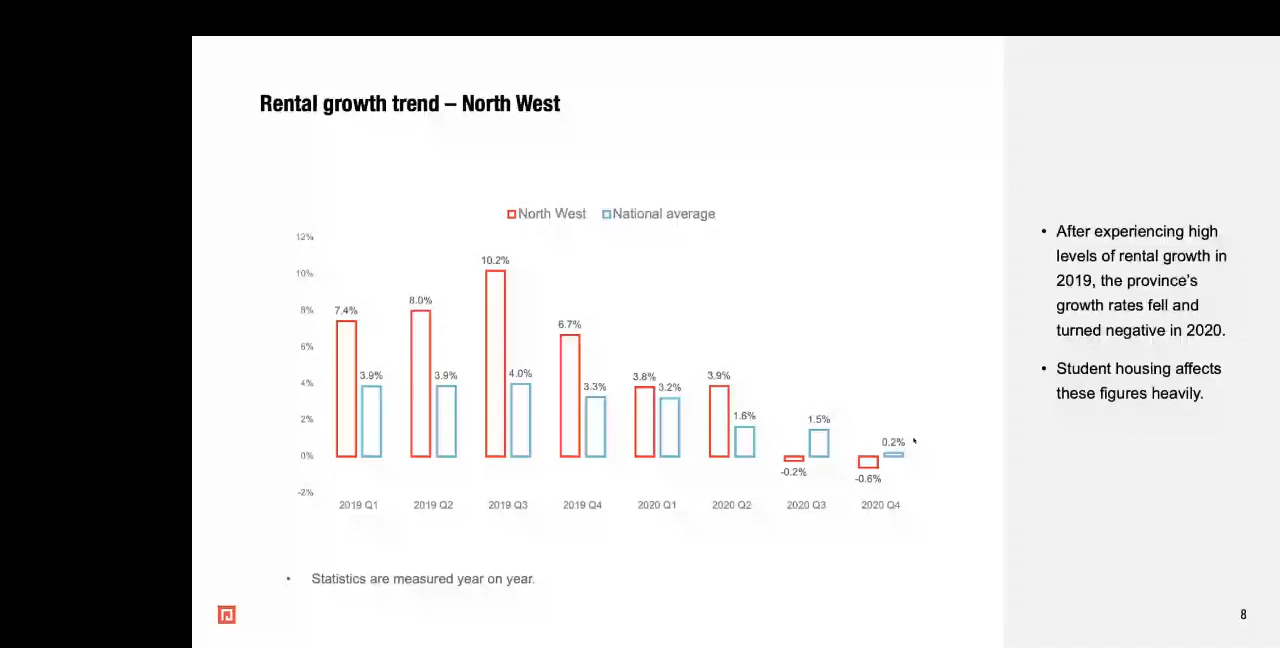 Rental growth trend – North West
North West National average
12%
10%
8%
6%
4%
2%
0%
-2%
7.4%
3.9%
8.0%
3.9%
10.2%
4.0%
6.7%
3.3%
3.8%
3.2%
3.9%
1.6%
-0.2%
1.5%
-0.6%
0.2%
2019 Q1 2019 Q2 2019 Q3 2019 Q4 2020 Q1 2020 Q2 2020 Q3 2020 Q4
• Statistics are measured year on year.
• After experiencing high
levels of rental growth in
2019, the province’s
growth rates fell and
turned negative in 2020.
• Student housing affects
these figures heavily.
8